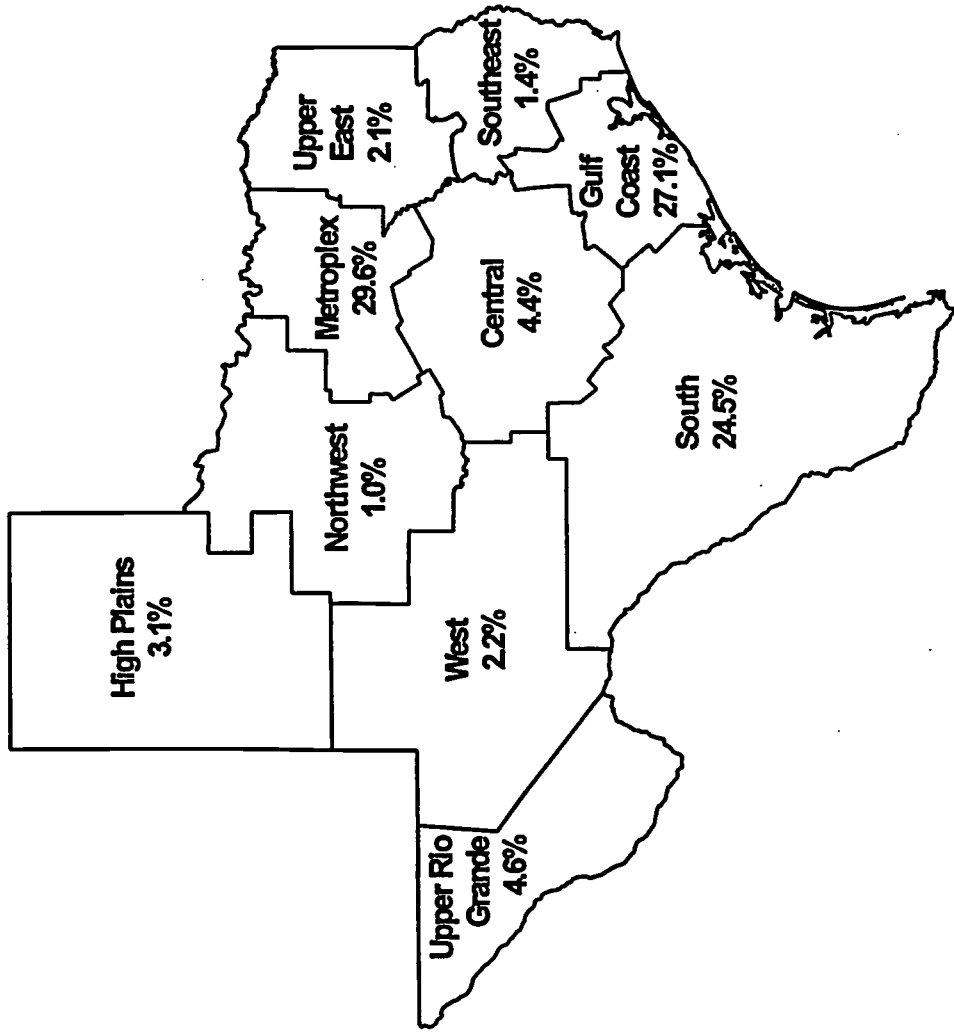 High Plains
3.1%
Northwest
1.0%
Metroplex
29.6%
Upper
East
2.1%
Southeast
1.4%
Gulf
Coast
27.1%
Central
4.4%
South
24.5%
West
2.2%
Upper Rio
Grande
4.6%